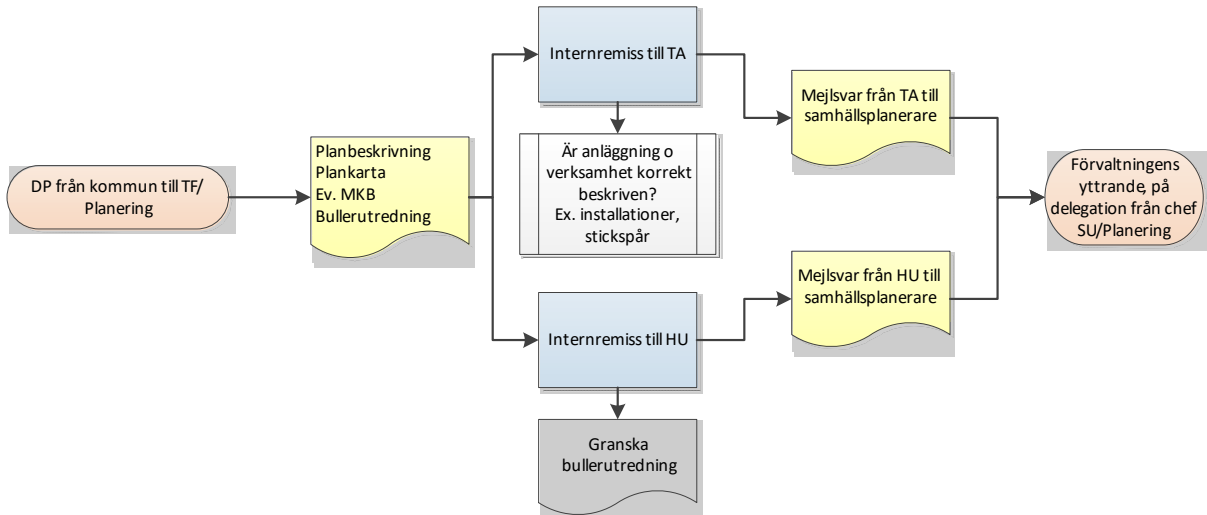 DP från kommun till TF/
Planering
Planbeskrivning
Plankarta
Ev. MKB
Bullerutredning
Internremiss till TA
Är anläggning o
verksamhet korrekt
beskriven?
Ex. installationer,
stickspår
Internremiss till HU
Granska
bullerutredning
Mejlsvar från TA till
samhällsplanerare
Mejlsvar från HU till
samhällsplanerare
Förvaltningens
yttrande, på
delegation från chef
SU/Planering